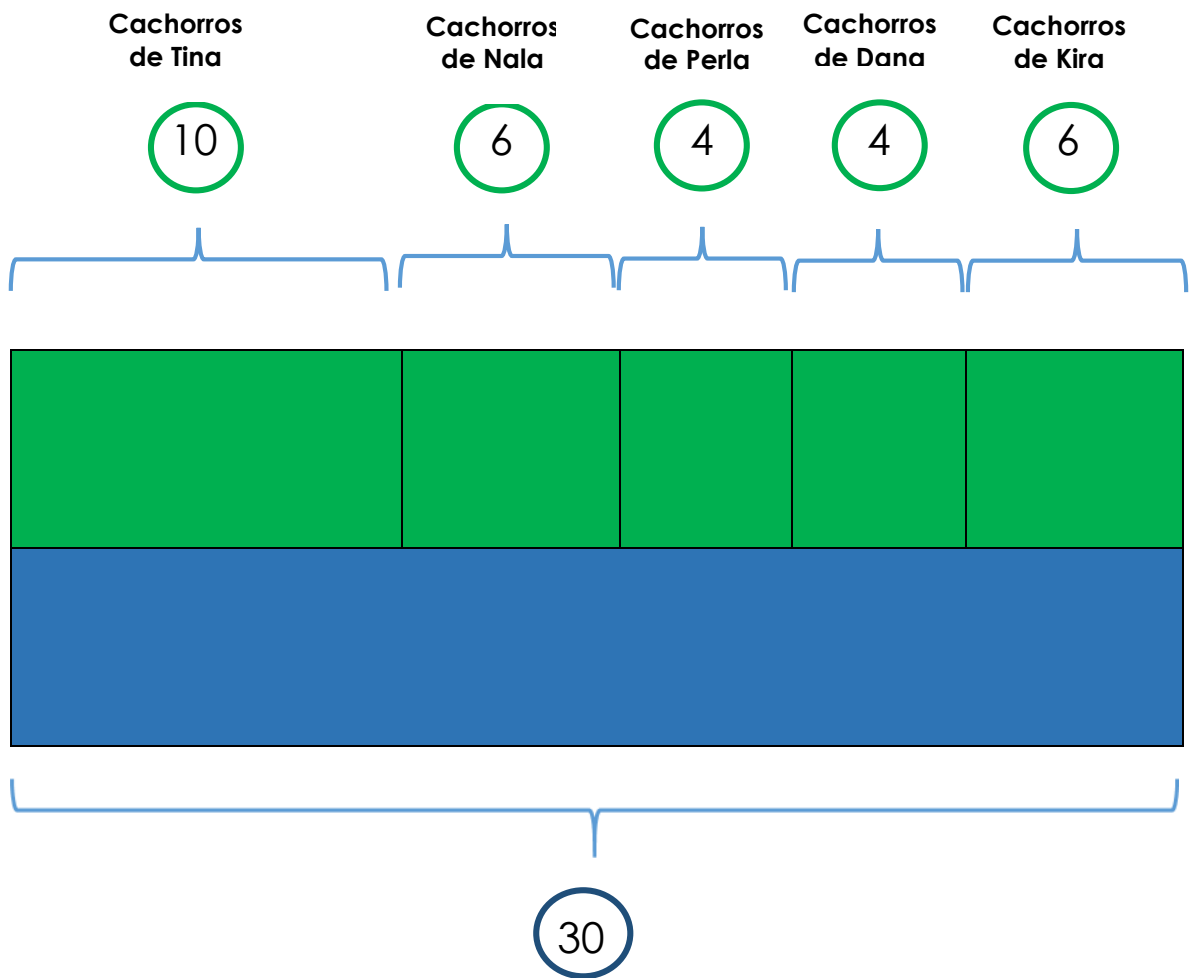 Cachorros
de Tina
Cachorros
de Nala
Cachorros
de Perla
Cachorros
de Dana
Cachorros
de Kira
10
6
4
4
6
30